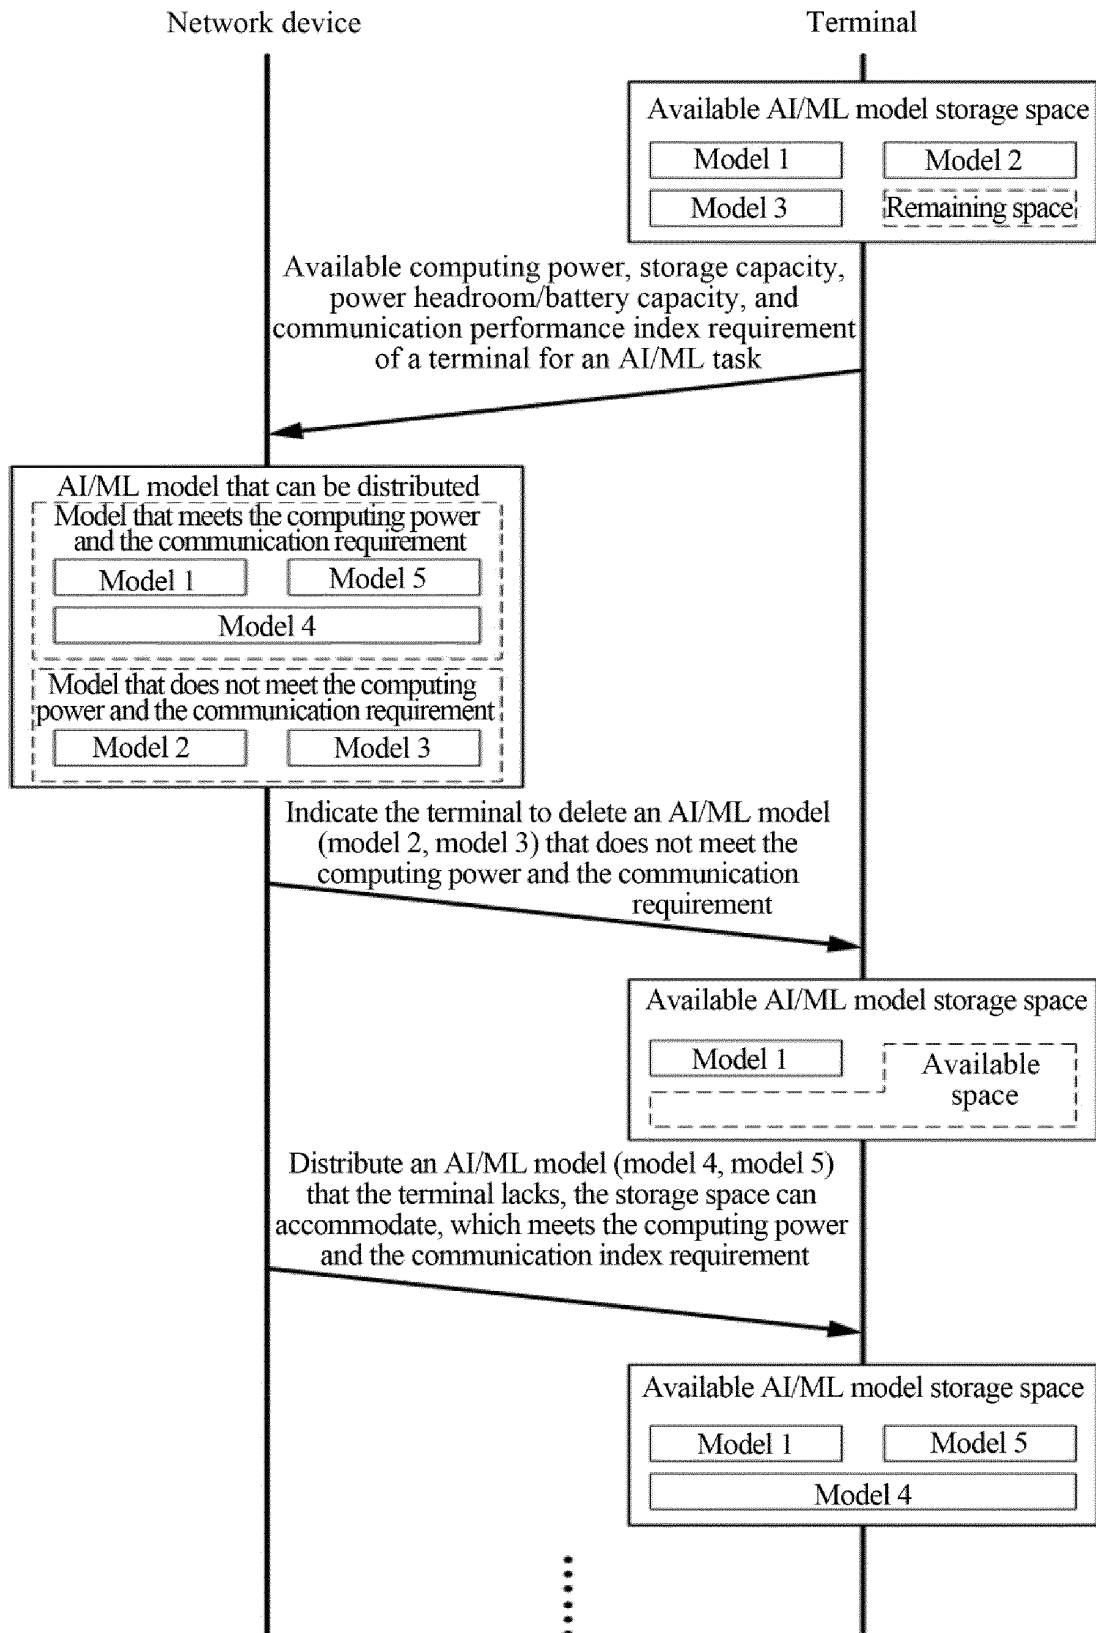 Network device
Terminal
Available AI/ML model storage space
Model 1
Model 2
Model 3
Remaining space
Available computing power, storage capacity,
power headroom/battery capacity, and
communication performance index requirement
of a terminal for an AI/ML task
AI/ML model that can be distributed
Model that meets the computing power
and the communication requirement
Model 1
Model 5
Model 4
Model that does not meet the computing
power and the communication requirement
Model 2
Model 3
Indicate the terminal to delete an AI/ML model
(model 2, model 3) that does not meet the
computing power and the communication
requirement
Available AI/ML model storage space
Model 1
Available
space
Distribute an AI/ML model (model 4, model 5)
that the terminal lacks, the storage space can
accommodate, which meets the computing power
and the communication index requirement
Available AI/ML model storage space
Model 1
Model 5
Model 4